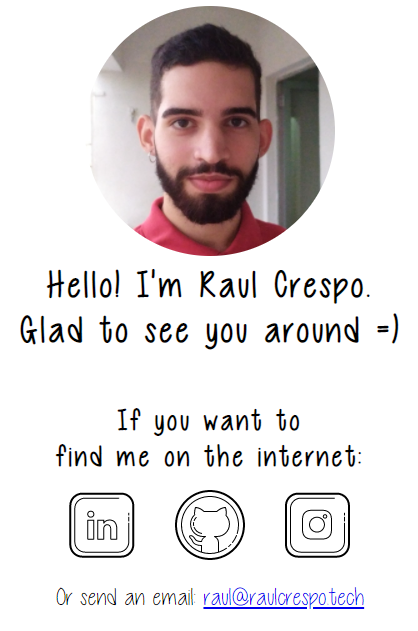 Hello! I'm Raul Crespo.
Glad to see you around =)
If you want to
find me on the internet:
in
Or send an email: raul@raulcrespo.tech